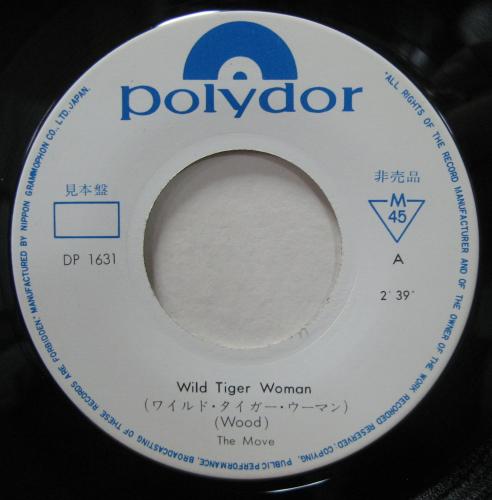 polydor
見本盤
非売品
M
45
DP 1631
A
2'39"
Wild Tiger Woman
(ワイルド・タイガー・ウーマン)
(Wood)
The Move
"ALL RIGHTS OF THE RECORD MANUFACTURER AND OF THE OWNER OF THE WORK RECORDED RESERVED. COPYING, PUBLIC PERFORMANCE, BROADCASTING OF THESE RECORDS ARE FORBIDDEN. MANUFACTURED BY NIPPON GRAMMOPHON CO., LTD. JAPAN.